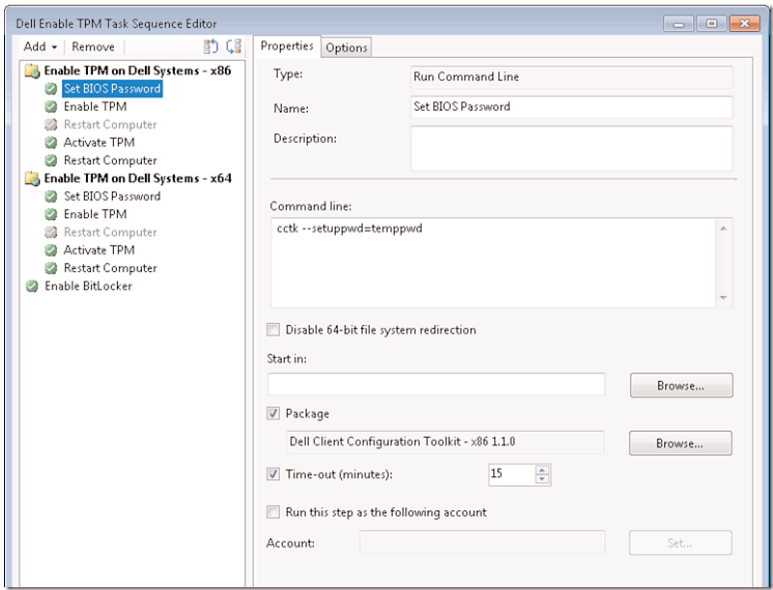 Dell Enable TPM Task Sequence Editor
Add
Remove
Enable TPM on Dell Systems - x86
Set BIOS Password
Enable TPM
Restart Computer
Activate TPM
Restart Computer
Enable TPM on Dell Systems - x64
Set BIOS Password
Enable TPM
Restart Computer
Activate TPM
Restart Computer
Enable BitLocker
Properties
Options
Type:
Run Command Line
Name:
Set BIOS Password
Description:
Command line:
cctk --setuppwd=temppwd
Disable 64-bit file system redirection
Start in:
Browse...
Package
Dell Client Configuration Toolkit - x86 1.1.0
Browse...
Time-out (minutes):
15
Run this step as the following account
Account:
Set...